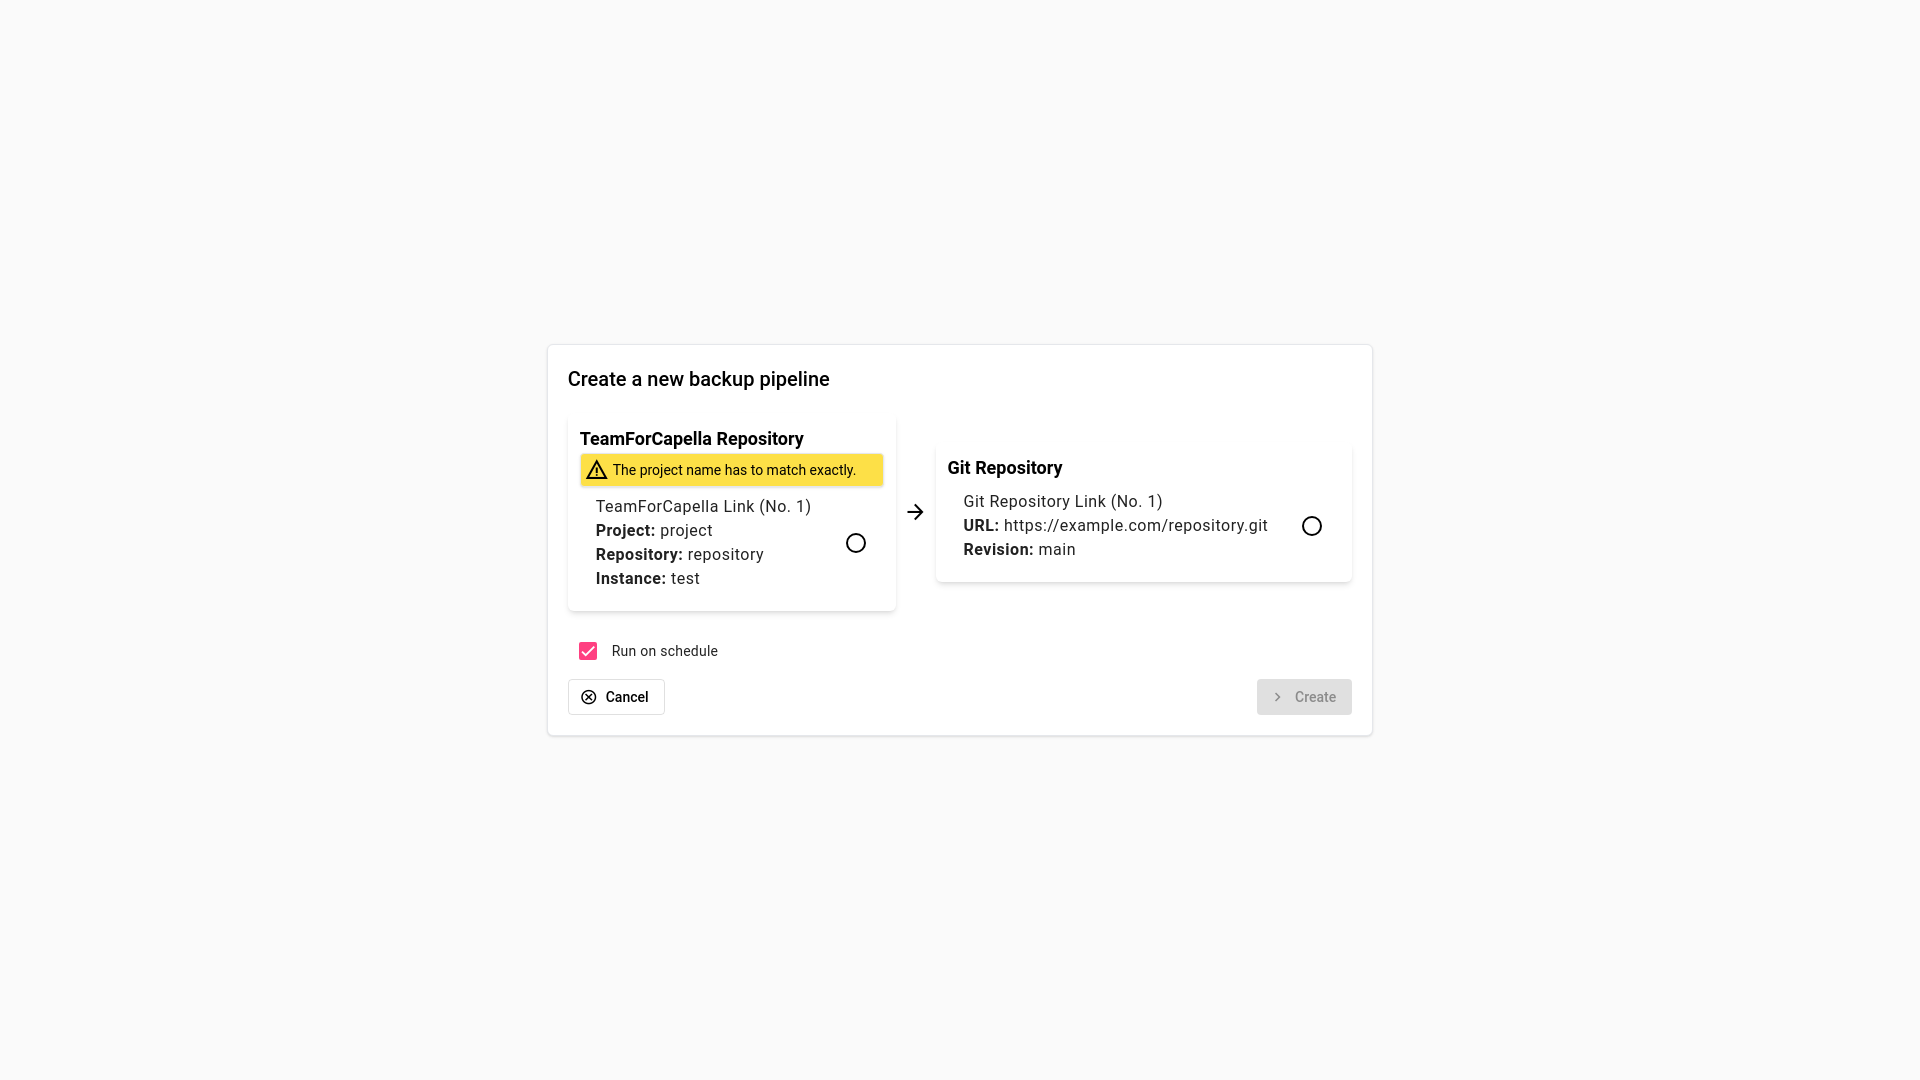 Create a new backup pipeline
TeamForCapella Repository
The project name has to match exactly.
TeamForCapella Link (No. 1)
Project: project
Repository: repository
Instance: test
Git Repository
Git Repository Link (No. 1)
URL: https://example.com/repository.git
Revision: main
Run on schedule
Cancel
Create